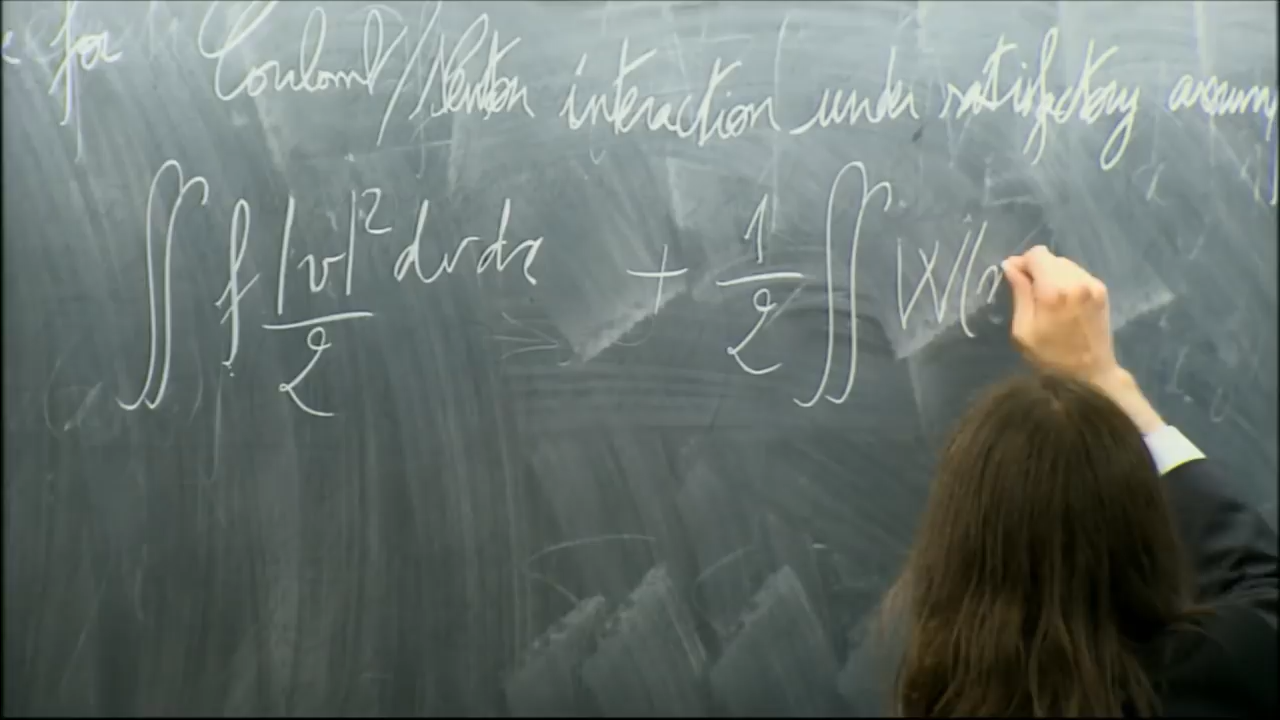 for Coulomb/Newton interaction under satisfactory assum
∫∫ f |v|²/2 dv dx + 1/2 ∫∫ W(x